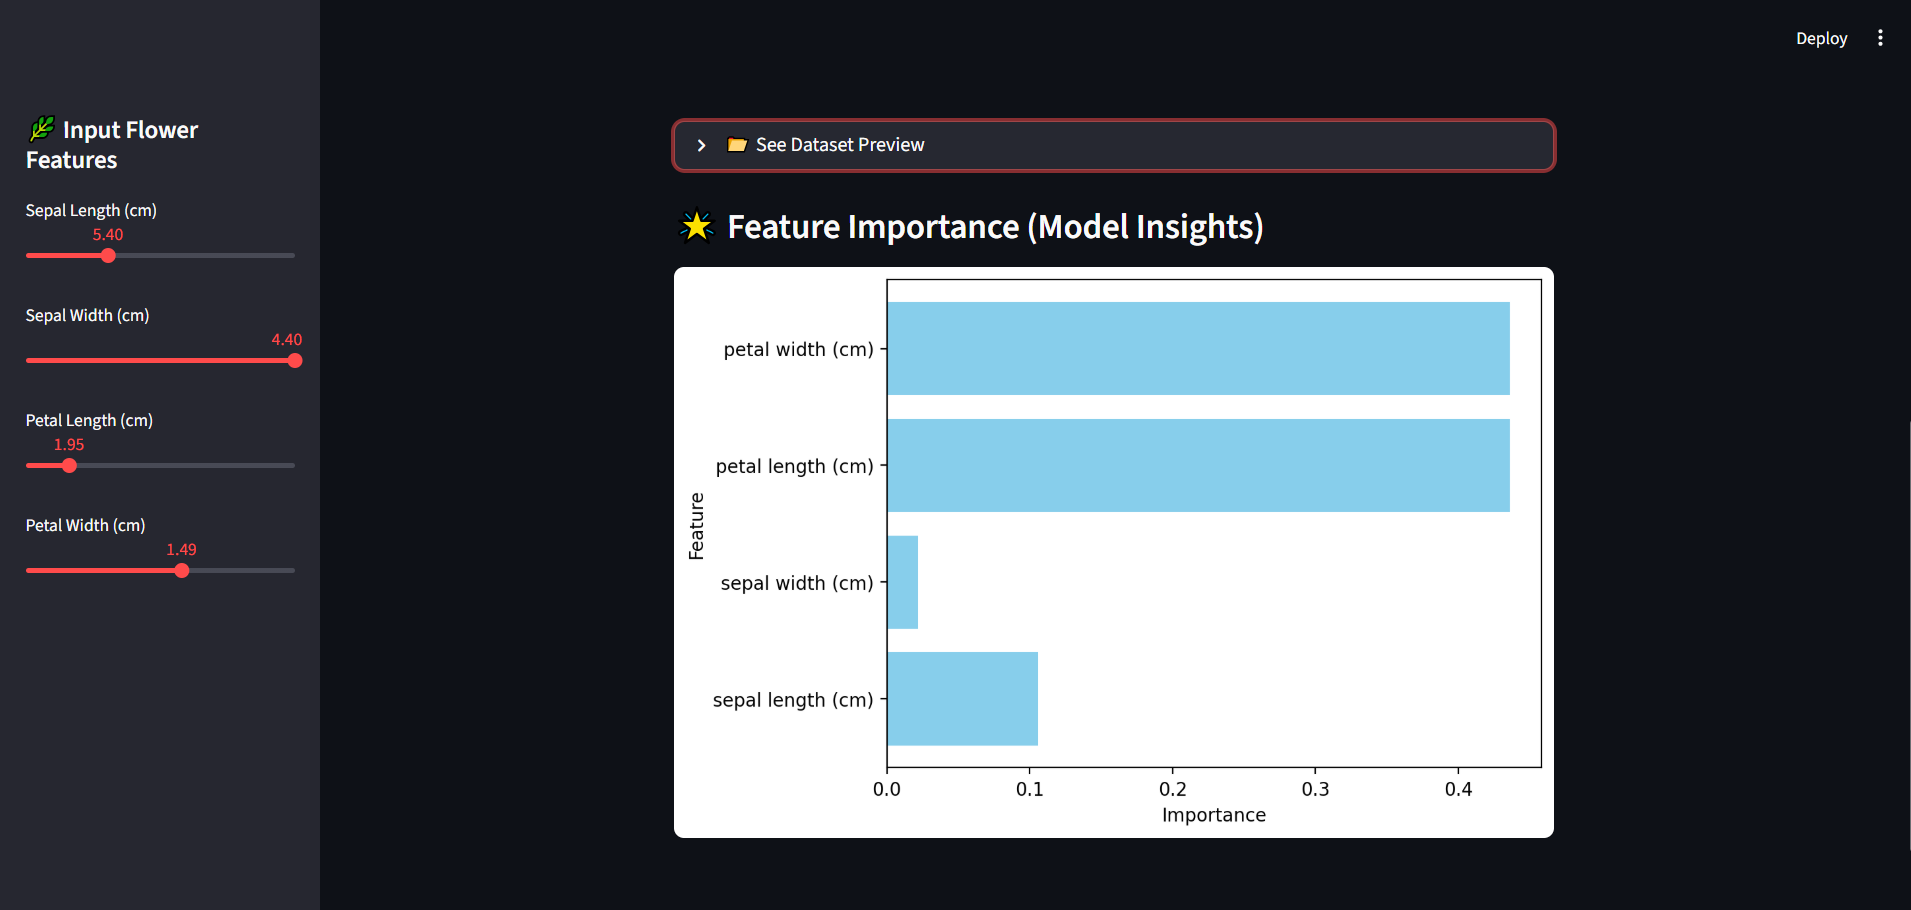 Deploy
🌿 Input Flower
Features
Sepal Length (cm)
5.40
Sepal Width (cm)
4.40
Petal Length (cm)
1.95
Petal Width (cm)
1.49
📂 See Dataset Preview
🌟 Feature Importance (Model Insights)
petal width (cm)
petal length (cm)
Feature
sepal width (cm)
sepal length (cm)
0.0 0.1 0.2 0.3 0.4
Importance